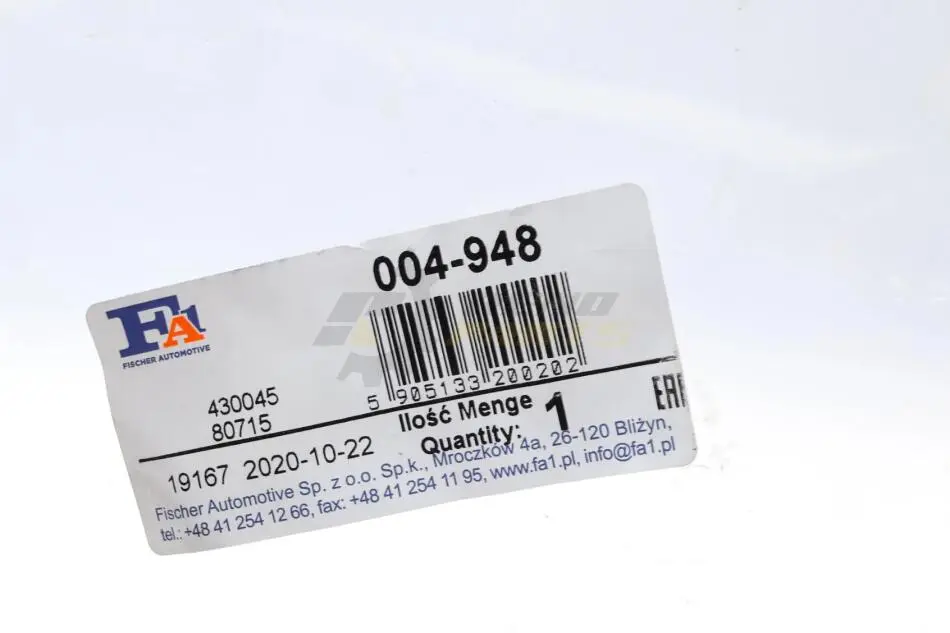 004-948
FA1
FISCHER AUTOMOTIVE
5 905133 200202
430045
80715
Ilość Menge
Quantity: 1
EAC
19167 2020-10-22
Fischer Automotive Sp. z o.o. Sp.k., Mroczków 4a, 26-120 Bliżyn,
tel.: +48 41 254 12 66, fax: +48 41 254 11 95, www.fa1.pl, info@fa1.pl